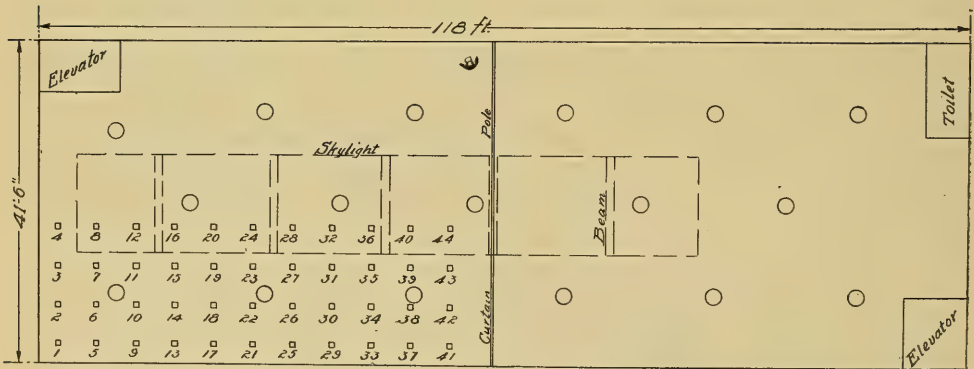 118 ft.
41'-6"
Elevator
Pole
Toilet
Skylight
Beam
4 8 12 16 20 24 28 32 36 40 44
3 7 11 15 19 23 27 31 35 39 43
2 6 10 14 18 22 26 30 34 38 42
Curtain
1 5 9 13 17 21 25 29 33 37 41
Elevator